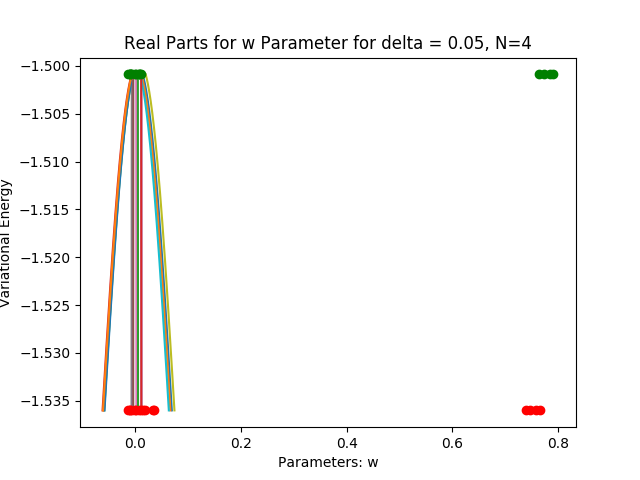 Real Parts for w Parameter for delta = 0.05, N=4
−1.500
−1.505
−1.510
−1.515
−1.520
−1.525
−1.530
−1.535
Variational Energy
0.0 0.2 0.4 0.6 0.8
Parameters: w